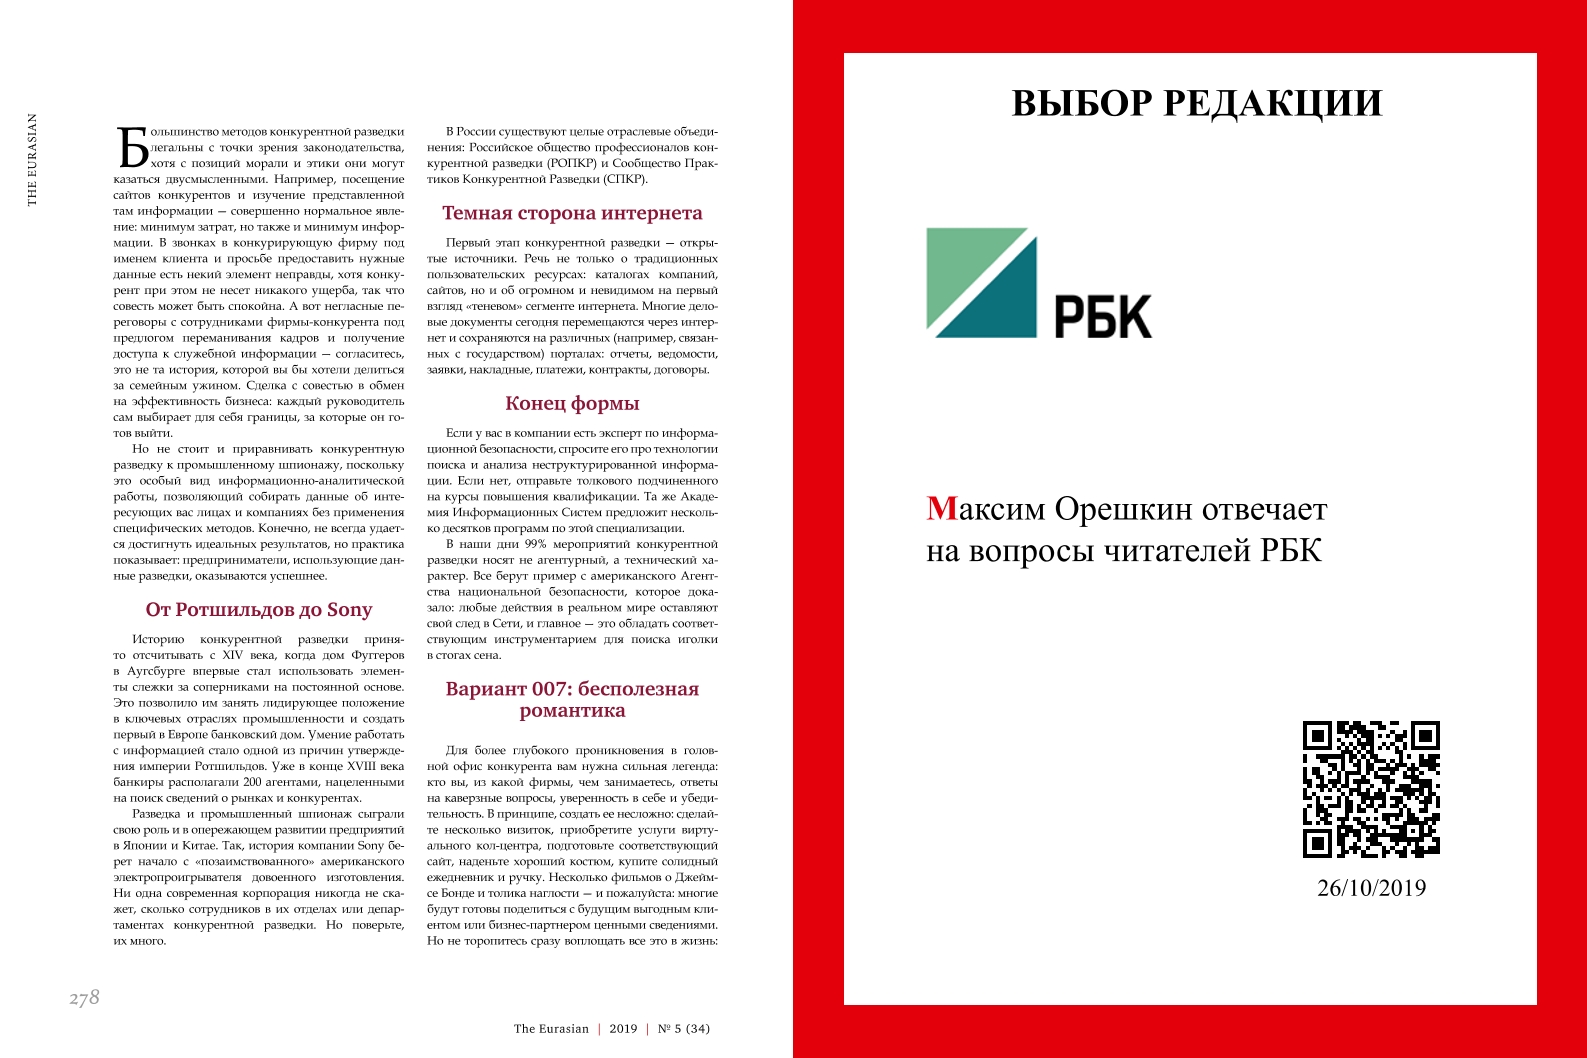 THE EURASIAN
Большинство методов конкурентной разведки
легальны с точки зрения законодательства,
хотя с позиций морали и этики они могут
казаться двусмысленными. Например, посещение
сайтов конкурентов и изучение представленной
там информации — совершенно нормальное явле-
ние: минимум затрат, но также и минимум инфор-
мации. В звонках в конкурирующую фирму под
именем клиента и просьбе предоставить нужные
данные есть некий элемент неправды, хотя конку-
рент при этом не несет никакого ущерба, так что
совесть может быть спокойна. А вот негласные пе-
реговоры с сотрудниками фирмы-конкурента под
предлогом переманивания кадров и получение
доступа к служебной информации — согласитесь,
это не та история, которой вы бы хотели делиться
за семейным ужином. Сделка с совестью в обмен
на эффективность бизнеса: каждый руководитель
сам выбирает для себя границы, за которые он го-
тов выйти.
Но не стоит и приравнивать конкурентную
разведку к промышленному шпионажу, поскольку
это особый вид информационно-аналитической
работы, позволяющий собирать данные об инте-
ресующих вас лицах и компаниях без применения
специфических методов. Конечно, не всегда удает-
ся достигнуть идеальных результатов, но практика
показывает: предприниматели, использующие дан-
ные разведки, оказываются успешнее.
От Ротшильдов до Sony
Историю конкурентной разведки приня-
то отсчитывать с XIV века, когда дом Фуггеров
в Аугсбурге впервые стал использовать элемен-
ты слежки за соперниками на постоянной основе.
Это позволило им занять лидирующее положение
в ключевых отраслях промышленности и создать
первый в Европе банковский дом. Умение работать
с информацией стало одной из причин утвержде-
ния империи Ротшильдов. Уже в конце XVIII века
банкиры располагали 200 агентами, нацеленными
на поиск сведений о рынках и конкурентах.
Разведка и промышленный шпионаж сыграли
свою роль и в опережающем развитии предприятий
в Японии и Китае. Так, история компании Sony бе-
рет начало с «позаимствованного» американского
электропроигрывателя довоенного изготовления.
Ни одна современная корпорация никогда не ска-
жет, сколько сотрудников в их отделах или депар-
таментах конкурентной разведки. Но поверьте,
их много.
В России существуют целые отраслевые объеди-
нения: Российское общество профессионалов кон-
курентной разведки (РОПКР) и Сообщество Прак-
тиков Конкурентной Разведки (СПКР).
Темная сторона интернета
Первый этап конкурентной разведки — откры-
тые источники. Речь не только о традиционных
пользовательских ресурсах: каталогах компаний,
сайтов, но и об огромном и невидимом на первый
взгляд «теневом» сегменте интернета. Многие дело-
вые документы сегодня перемещаются через интер-
нет и сохраняются на различных (например, связан-
ных с государством) порталах: отчеты, ведомости,
заявки, накладные, платежи, контракты, договоры.
Конец формы
Если у вас в компании есть эксперт по информа-
ционной безопасности, спросите его про технологии
поиска и анализа неструктурированной информа-
ции. Если нет, отправьте толкового подчиненного
на курсы повышения квалификации. Та же Акаде-
мия Информационных Систем предложит несколь-
ко десятков программ по этой специализации.
В наши дни 99% мероприятий конкурентной
разведки носят не агентурный, а технический ха-
рактер. Все берут пример с американского Агент-
ства национальной безопасности, которое дока-
зало: любые действия в реальном мире оставляют
свой след в Сети, и главное — это обладать соответ-
ствующим инструментарием для поиска иголки
в стогах сена.
Вариант 007: бесполезная
романтика
Для более глубокого проникновения в голов-
ной офис конкурента вам нужна сильная легенда:
кто вы, из какой фирмы, чем занимаетесь, ответы
на каверзные вопросы, уверенность в себе и убеди-
тельность. В принципе, создать ее несложно: сделай-
те несколько визиток, приобретите услуги вирту-
ального кол-центра, подготовьте соответствующий
сайт, наденьте хороший костюм, купите солидный
ежедневник и ручку. Несколько фильмов о Джейм-
се Бонде и толика наглости — и пожалуйста: многие
будут готовы поделиться с будущим выгодным кли-
ентом или бизнес-партнером ценными сведениями.
Но не торопитесь сразу воплощать все это в жизнь:
278
The Eurasian | 2019 | № 5 (34)
ВЫБОР РЕДАКЦИИ
РБК
Максим Орешкин отвечает
на вопросы читателей РБК
26/10/2019